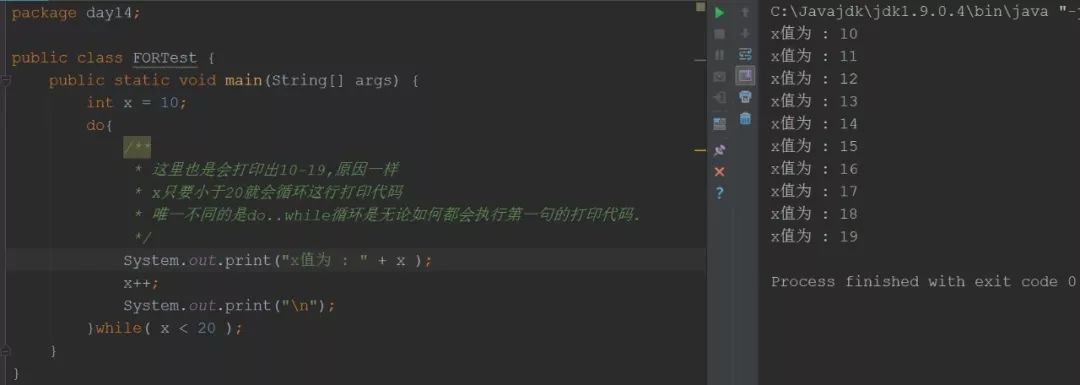 package day14;
public class FORTest {
public static void main(String[] args) {
int x = 10;
do{
/**
* 这里也是会打印出10-19,原因一样
* x只要小于20就会循环这行打印代码
* 唯一不同的是do..while循环是无论如何都会执行第一句的打印代码.
*/
System.out.print("x值为 : " + x );
x++;
System.out.print("\n");
}while( x < 20 );
}
}
C:\Javajdk\jdk1.9.0.4\bin\java "-j
x值为 : 10
x值为 : 11
x值为 : 12
x值为 : 13
x值为 : 14
x值为 : 15
x值为 : 16
x值为 : 17
x值为 : 18
x值为 : 19
Process finished with exit code 0